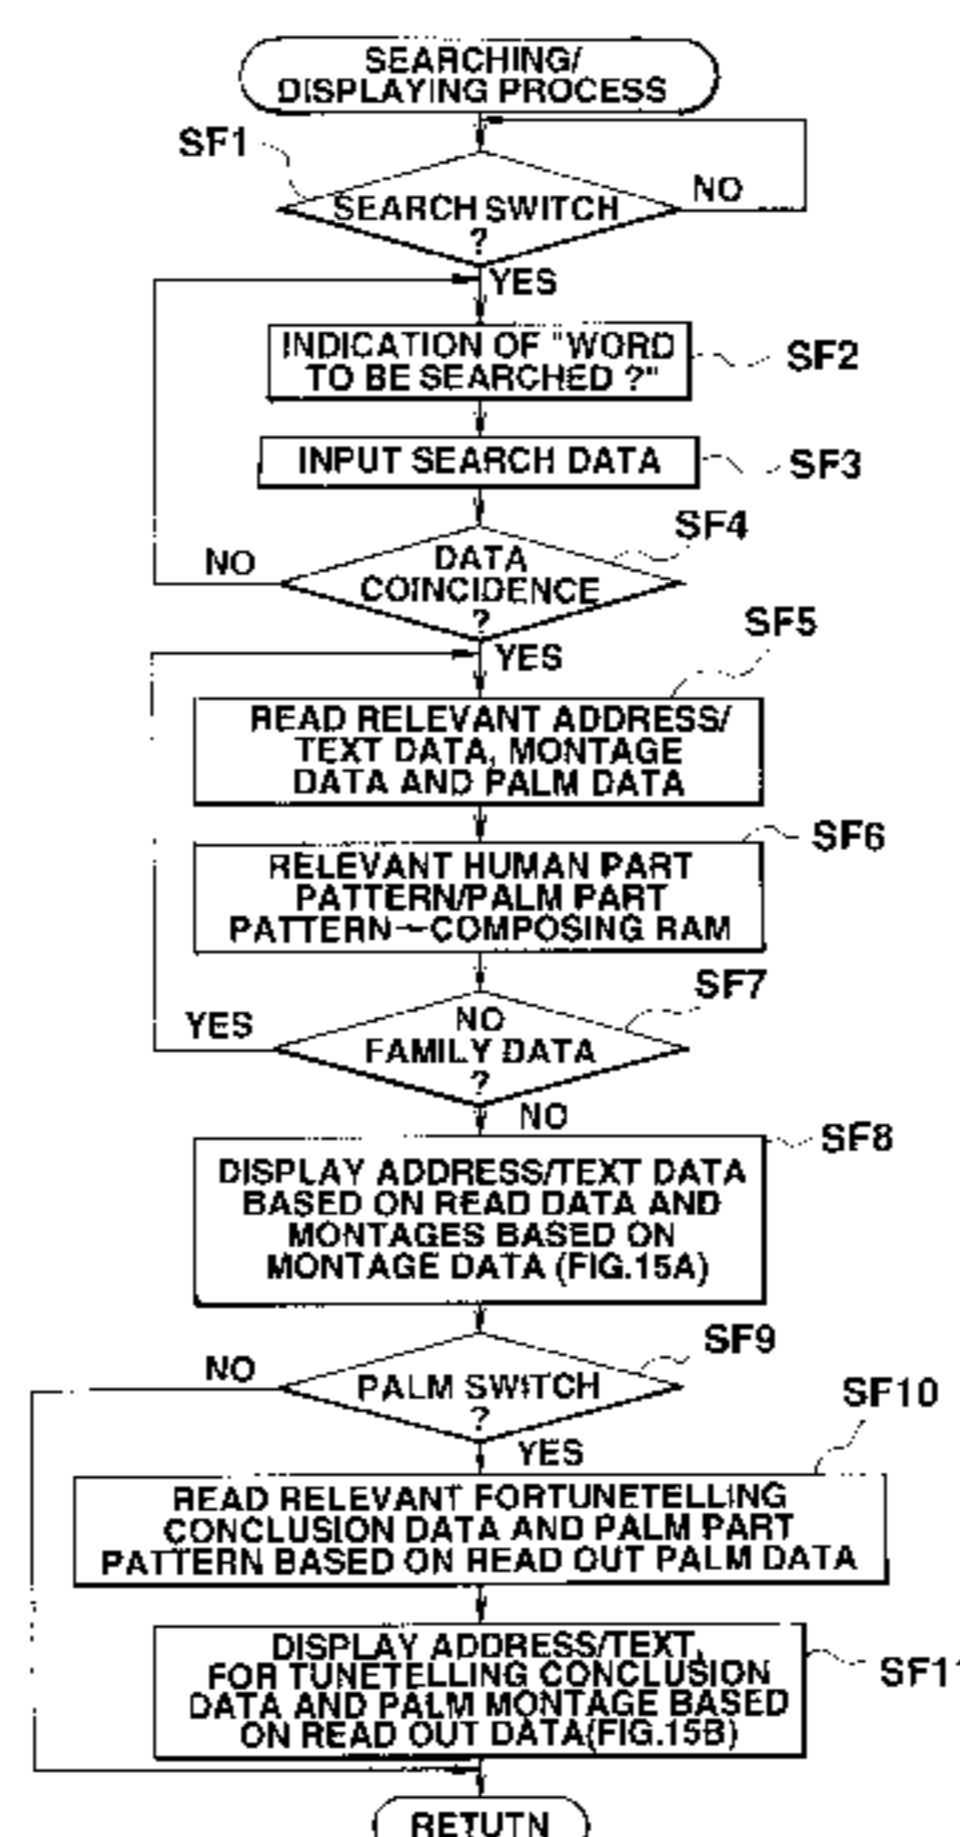 SEARCHING/
DISPLAYING PROCESS
SF1
SEARCH SWITCH
?
NO
YES
INDICATION OF "WORD
TO BE SEARCHED ?"
SF2
INPUT SEARCH DATA
SF3
SF4
DATA
COINCIDENCE
?
NO
YES
SF5
READ RELEVANT ADDRESS/
TEXT DATA, MONTAGE
DATA AND PALM DATA
SF6
RELEVANT HUMAN PART
PATTERN/PALM PART
PATTERN~COMPOSING RAM
SF7
NO
FAMILY DATA
?
YES
NO
SF8
DISPLAY ADDRESS/TEXT DATA
BASED ON READ DATA AND
MONTAGES BASED ON
MONTAGE DATA (FIG.15A)
SF9
PALM SWITCH
?
NO
YES
SF10
READ RELEVANT FORTUNETELLING
CONCLUSION DATA AND PALM PART
PATTERN BASED ON READ OUT PALM DATA
DISPLAY ADDRESS/TEXT,
FOR TUNETELLING CONCLUSION
DATA AND PALM MONTAGE BASED
ON READ OUT DATA(FIG.15B)
SF11
RETUTN